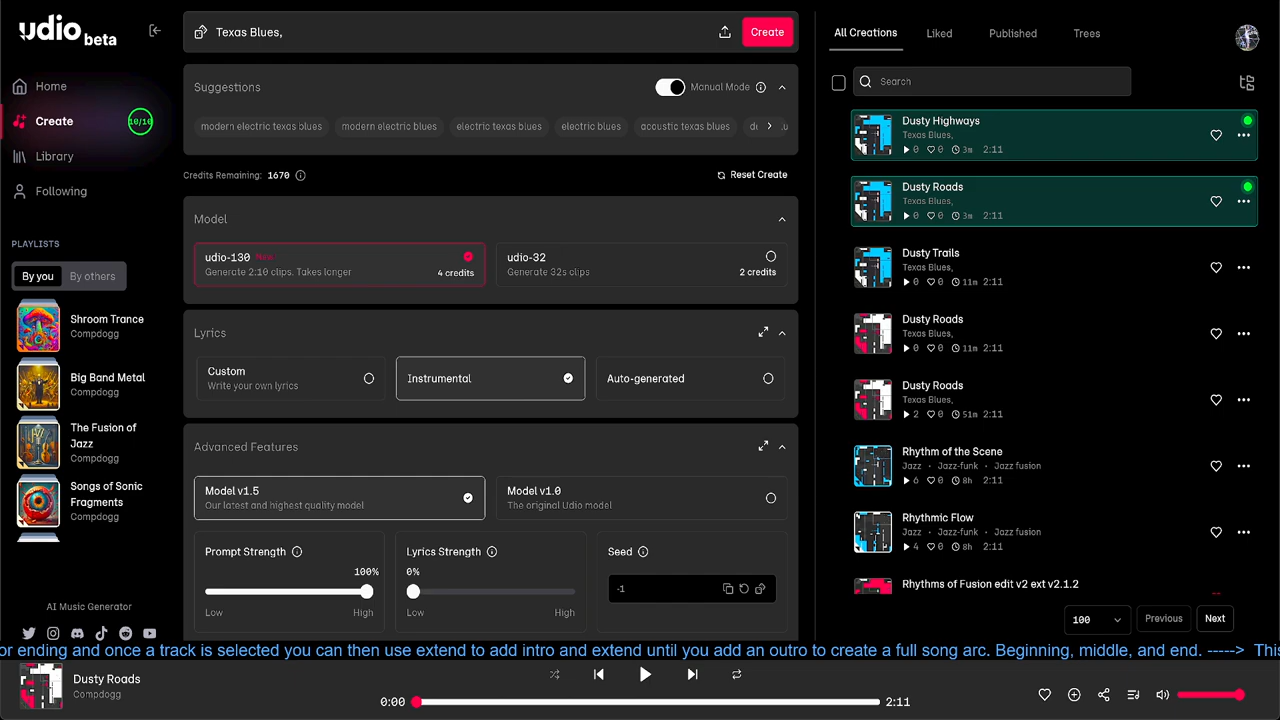 udio beta
Home
Create
10/10
Library
Following
PLAYLISTS
By you
By others
Shroom Trance
Compdogg
Big Band Metal
Compdogg
The Fusion of
Jazz
Compdogg
Songs of Sonic
Fragments
Compdogg
AI Music Generator
Texas Blues,
Create
Suggestions
Manual Mode
modern electric texas blues
modern electric blues
electric texas blues
electric blues
acoustic texas blues
Credits Remaining: 1670
Reset Create
Model
udio-130 New
Generate 2:10 clips. Takes longer
4 credits
udio-32
Generate 32s clips
2 credits
Lyrics
Custom
Write your own lyrics
Instrumental
Auto-generated
Advanced Features
Model v1.5
Our latest and highest quality model
Model v1.0
The original Udio model
Prompt Strength
100%
Low
High
Lyrics Strength
0%
Low
High
Seed
-1
All Creations
Liked
Published
Trees
Search
Dusty Highways
Texas Blues,
0 0 3m 2:11
Dusty Roads
Texas Blues,
0 0 3m 2:11
Dusty Trails
Texas Blues,
0 0 11m 2:11
Dusty Roads
Texas Blues,
0 0 11m 2:11
Dusty Roads
Texas Blues,
2 0 51m 2:11
Rhythm of the Scene
Jazz • Jazz-funk • Jazz fusion
6 0 8h 2:11
Rhythmic Flow
Jazz • Jazz-funk • Jazz fusion
4 0 8h 2:11
Rhythms of Fusion edit v2 ext v2.1.2
100
Previous
Next
or ending and once a track is selected you can then use extend to add intro and extend until you add an outro to create a full song arc. Beginning, middle, and end. -----> This
Dusty Roads
Compdogg
0:00
2:11